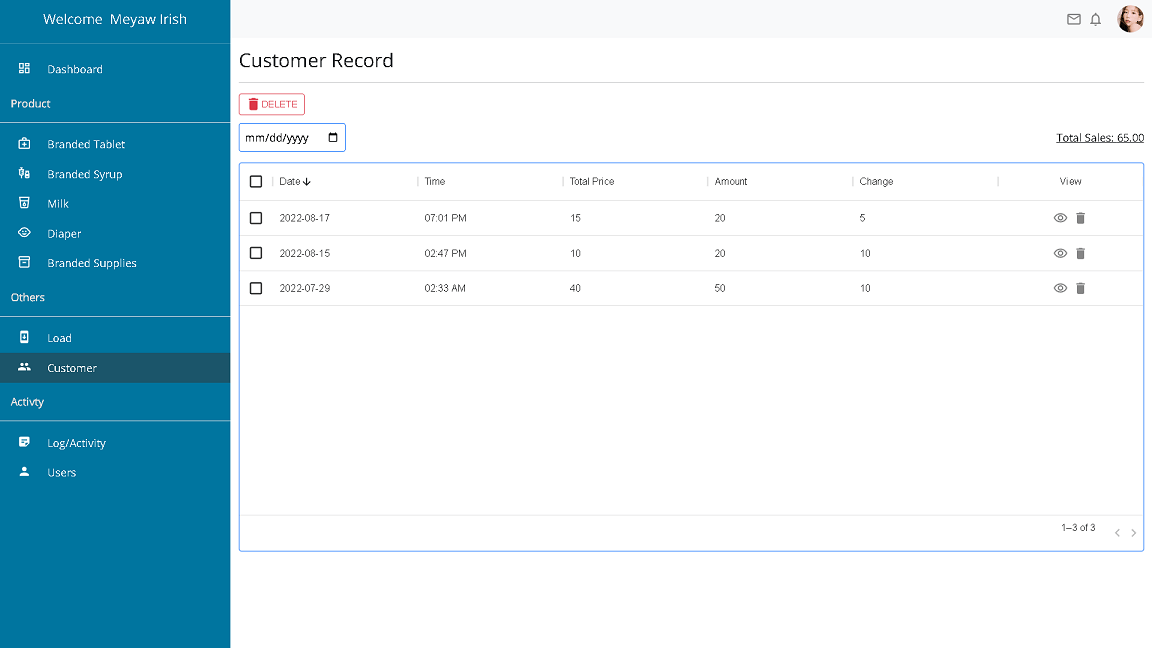 Welcome Meyaw Irish
Dashboard
Product
Branded Tablet
Branded Syrup
Milk
Diaper
Branded Supplies
Others
Load
Customer
Activty
Log/Activity
Users
Customer Record
DELETE
mm/dd/yyyy
Total Sales: 65.00
Date Time Total Price Amount Change View
2022-08-17 07:01 PM 15 20 5
2022-08-15 02:47 PM 10 20 10
2022-07-29 02:33 AM 40 50 10
1–3 of 3